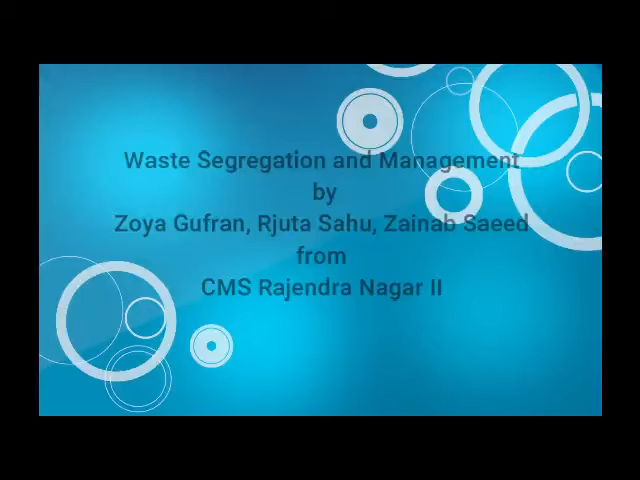 Waste Segregation and Management
by
Zoya Gufran, Rjuta Sahu, Zainab Saeed
from
CMS Rajendra Nagar II